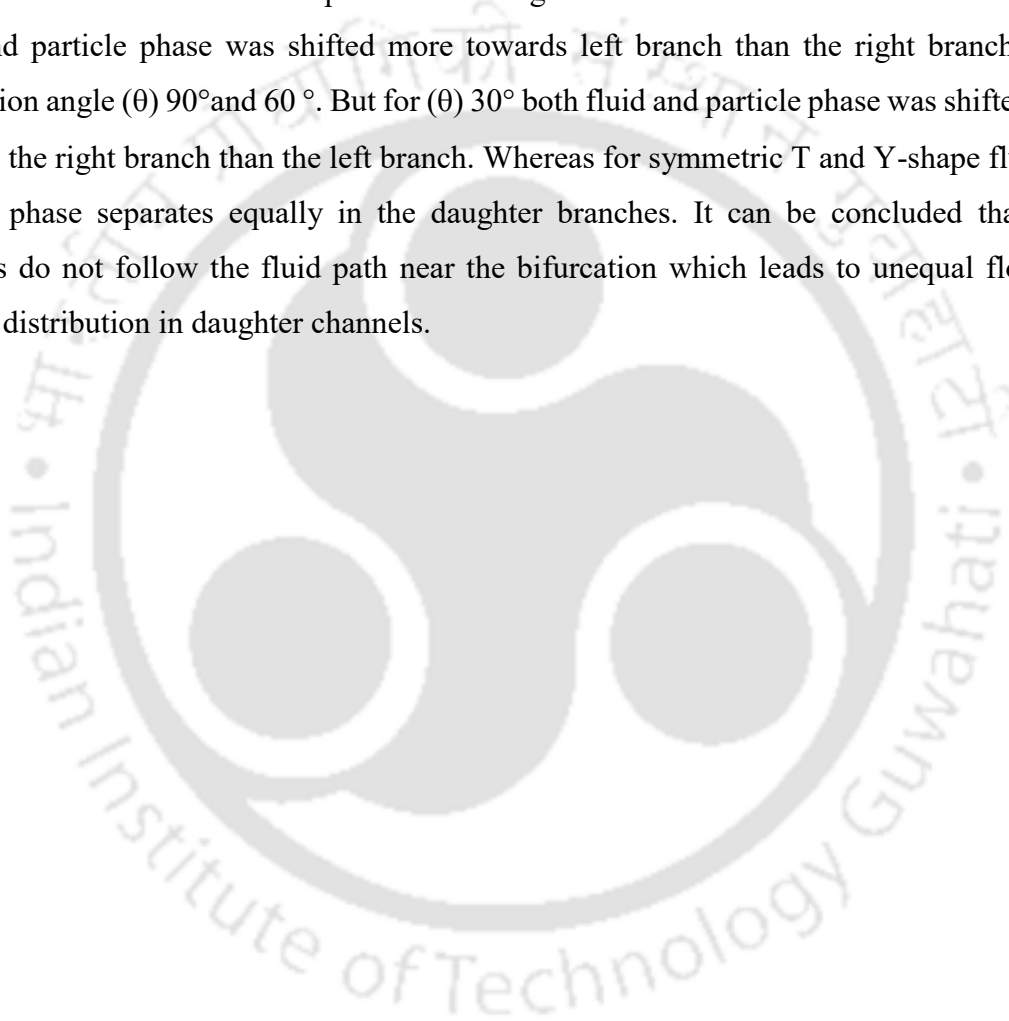 nd particle phase was shifted more towards left branch than the right branch
ion angle (θ) 90°and 60 °. But for (θ) 30° both fluid and particle phase was shifte
the right branch than the left branch. Whereas for symmetric T and Y-shape fl
phase separates equally in the daughter branches. It can be concluded tha
s do not follow the fluid path near the bifurcation which leads to unequal flo
distribution in daughter channels.
Indian Institute of Technology Guwahati